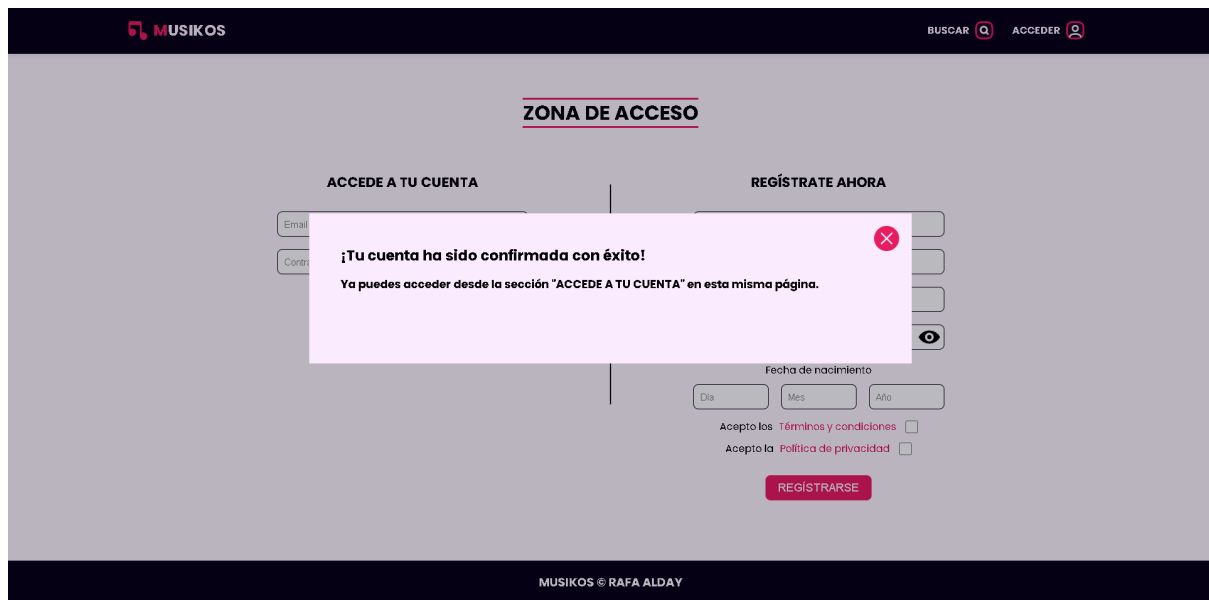 MUSIKOS
BUSCAR
ACCEDER
ZONA DE ACCESO
ACCEDE A TU CUENTA
Email
Contr
REGÍSTRATE AHORA
¡Tu cuenta ha sido confirmada con éxito!
Ya puedes acceder desde la sección "ACCEDE A TU CUENTA" en esta misma página.
Fecha de nacimiento
Día
Mes
Año
Acepto los Términos y condiciones
Acepto la Política de privacidad
REGÍSTRARSE
MUSIKOS © RAFA ALDAY